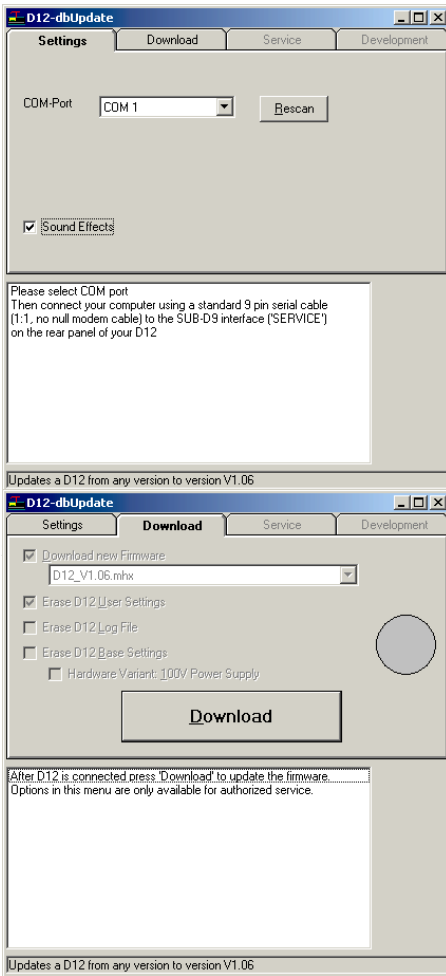 D12-dbUpdate
Settings Download Service Development
COM-Port COM 1 Rescan
Sound Effects
Please select COM port
Then connect your computer using a standard 9 pin serial cable
(1:1, no null modem cable) to the SUB-D9 interface ('SERVICE')
on the rear panel of your D12
Updates a D12 from any version to version V1.06
D12-dbUpdate
Settings Download Service Development
Download new Firmware
D12_V1.06.mhx
Erase D12 User Settings
Erase D12 Log File
Erase D12 Base Settings
Hardware Variant: 100V Power Supply
Download
After D12 is connected press 'Download' to update the firmware.
Options in this menu are only available for authorized service.
Updates a D12 from any version to version V1.06